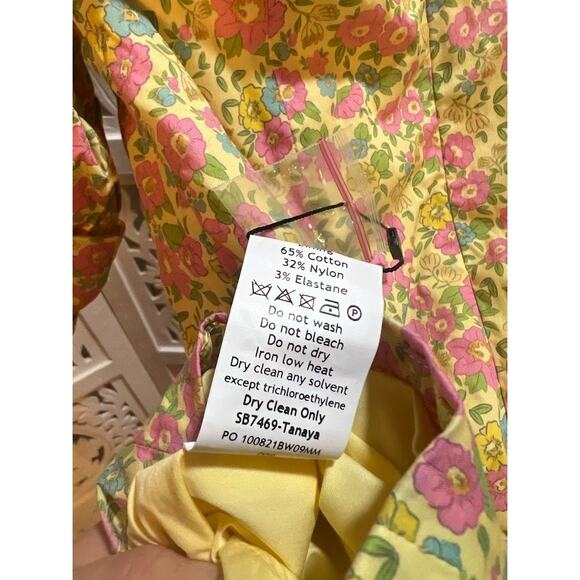 Lining
65% Cotton
32% Nylon
3% Elastane
P
Do not wash
Do not bleach
Do not dry
Iron low heat
Dry clean any solvent
except trichloroethylene
Dry Clean Only
SB7469-Tanaya
PO 100821BW09MM